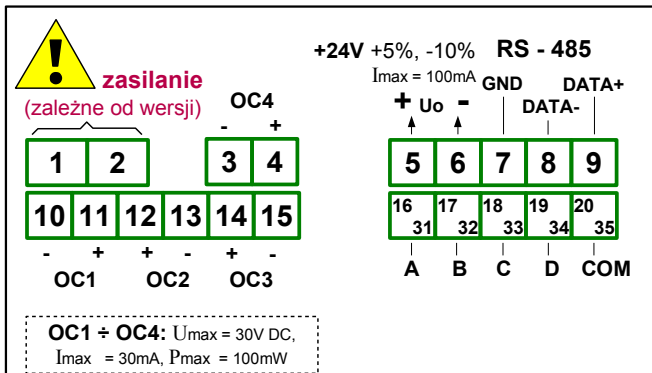 +24V +5%, -10% RS - 485
zasilanie
Imax = 100mA
(zależne od wersji)
OC4
+ Uo -
GND
DATA-
DATA+
- +
1 2 3 4 5 6 7 8 9
10 11 12 13 14 15
16 31 17 32 18 33 19 34 20 35
- + + - + -
OC1 OC2 OC3
A B C D COM
OC1 ÷ OC4: Umax = 30V DC,
Imax = 30mA, Pmax = 100mW